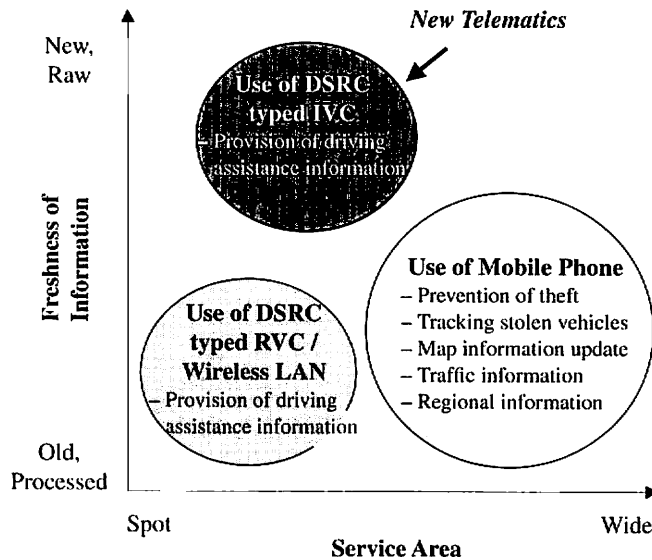 New Telematics
New,
Raw
Use of DSRC
typed IVC
– Provision of driving
assistance information
Freshness of
Information
Use of Mobile Phone
– Prevention of theft
– Tracking stolen vehicles
– Map information update
– Traffic information
– Regional information
Use of DSRC
typed RVC /
Wireless LAN
– Provision of driving
assistance information
Old,
Processed
Spot
Wide
Service Area